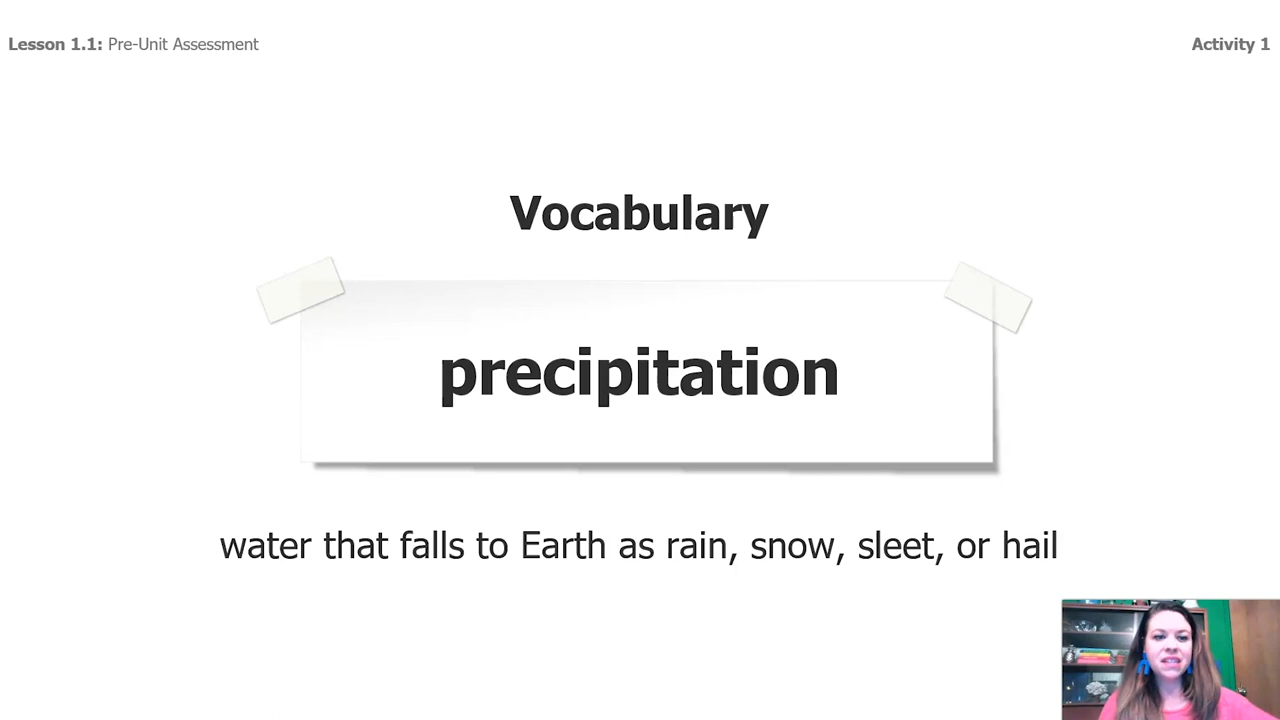 Lesson 1.1: Pre-Unit Assessment
Activity 1
Vocabulary
precipitation
water that falls to Earth as rain, snow, sleet, or hail